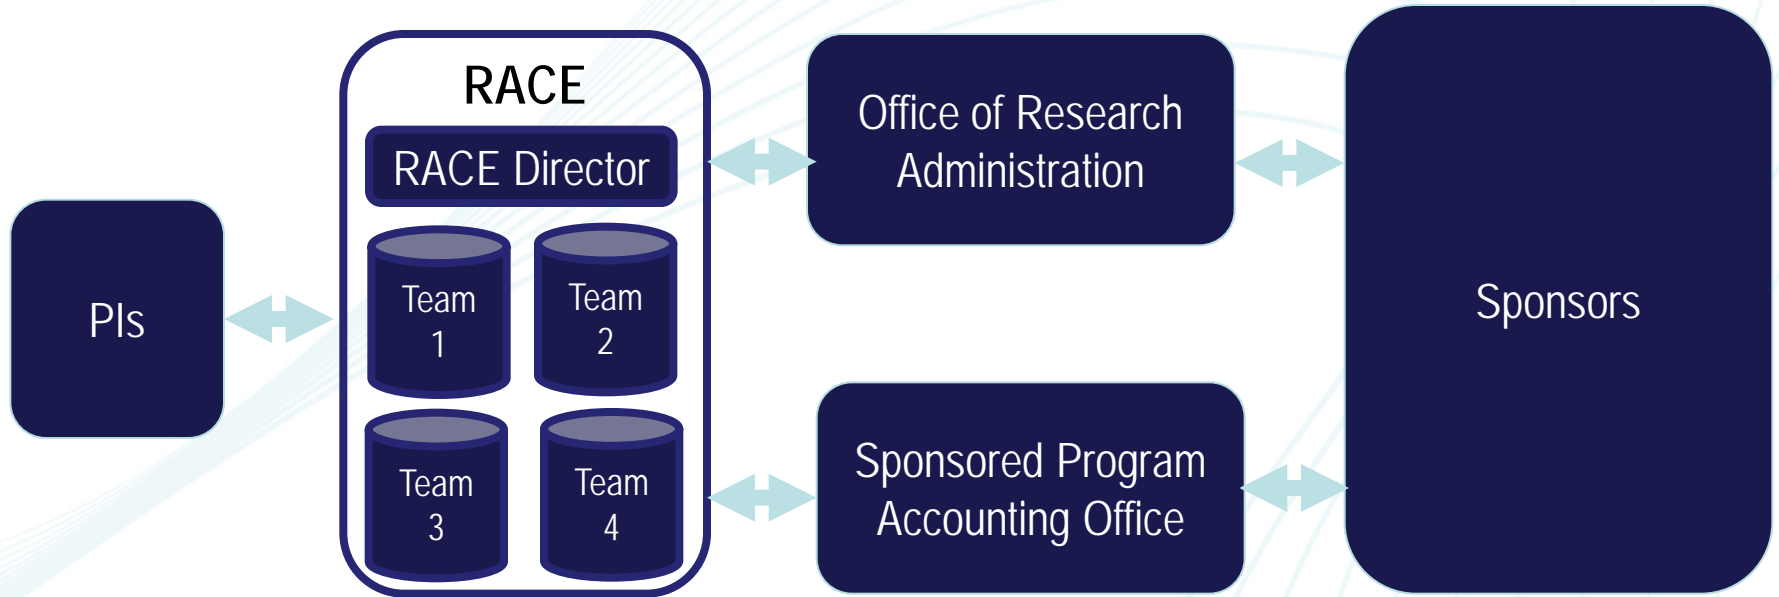 PIs
RACE
RACE Director
Team
1
Team
2
Team
3
Team
4
Office of Research
Administration
Sponsored Program
Accounting Office
Sponsors